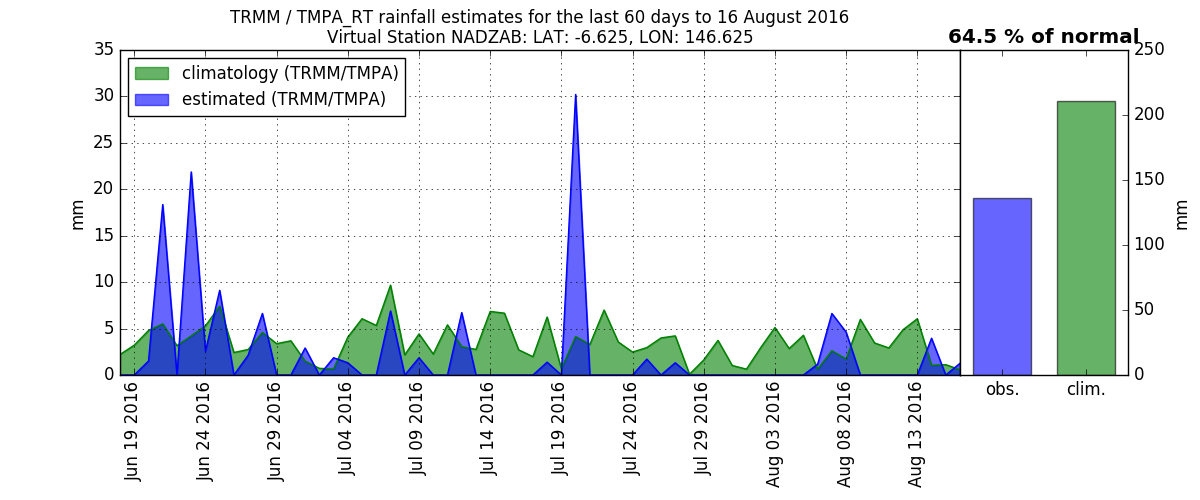 TRMM / TMPA_RT rainfall estimates for the last 60 days to 16 August 2016
Virtual Station NADZAB: LAT: -6.625, LON: 146.625
64.5 % of normal
climatology (TRMM/TMPA)
estimated (TRMM/TMPA)
35
30
25
20
15
10
5
0
mm
Jun 19 2016
Jun 24 2016
Jun 29 2016
Jul 04 2016
Jul 09 2016
Jul 14 2016
Jul 19 2016
Jul 24 2016
Jul 29 2016
Aug 03 2016
Aug 08 2016
Aug 13 2016
obs.
clim.
250
200
150
100
50
0
mm